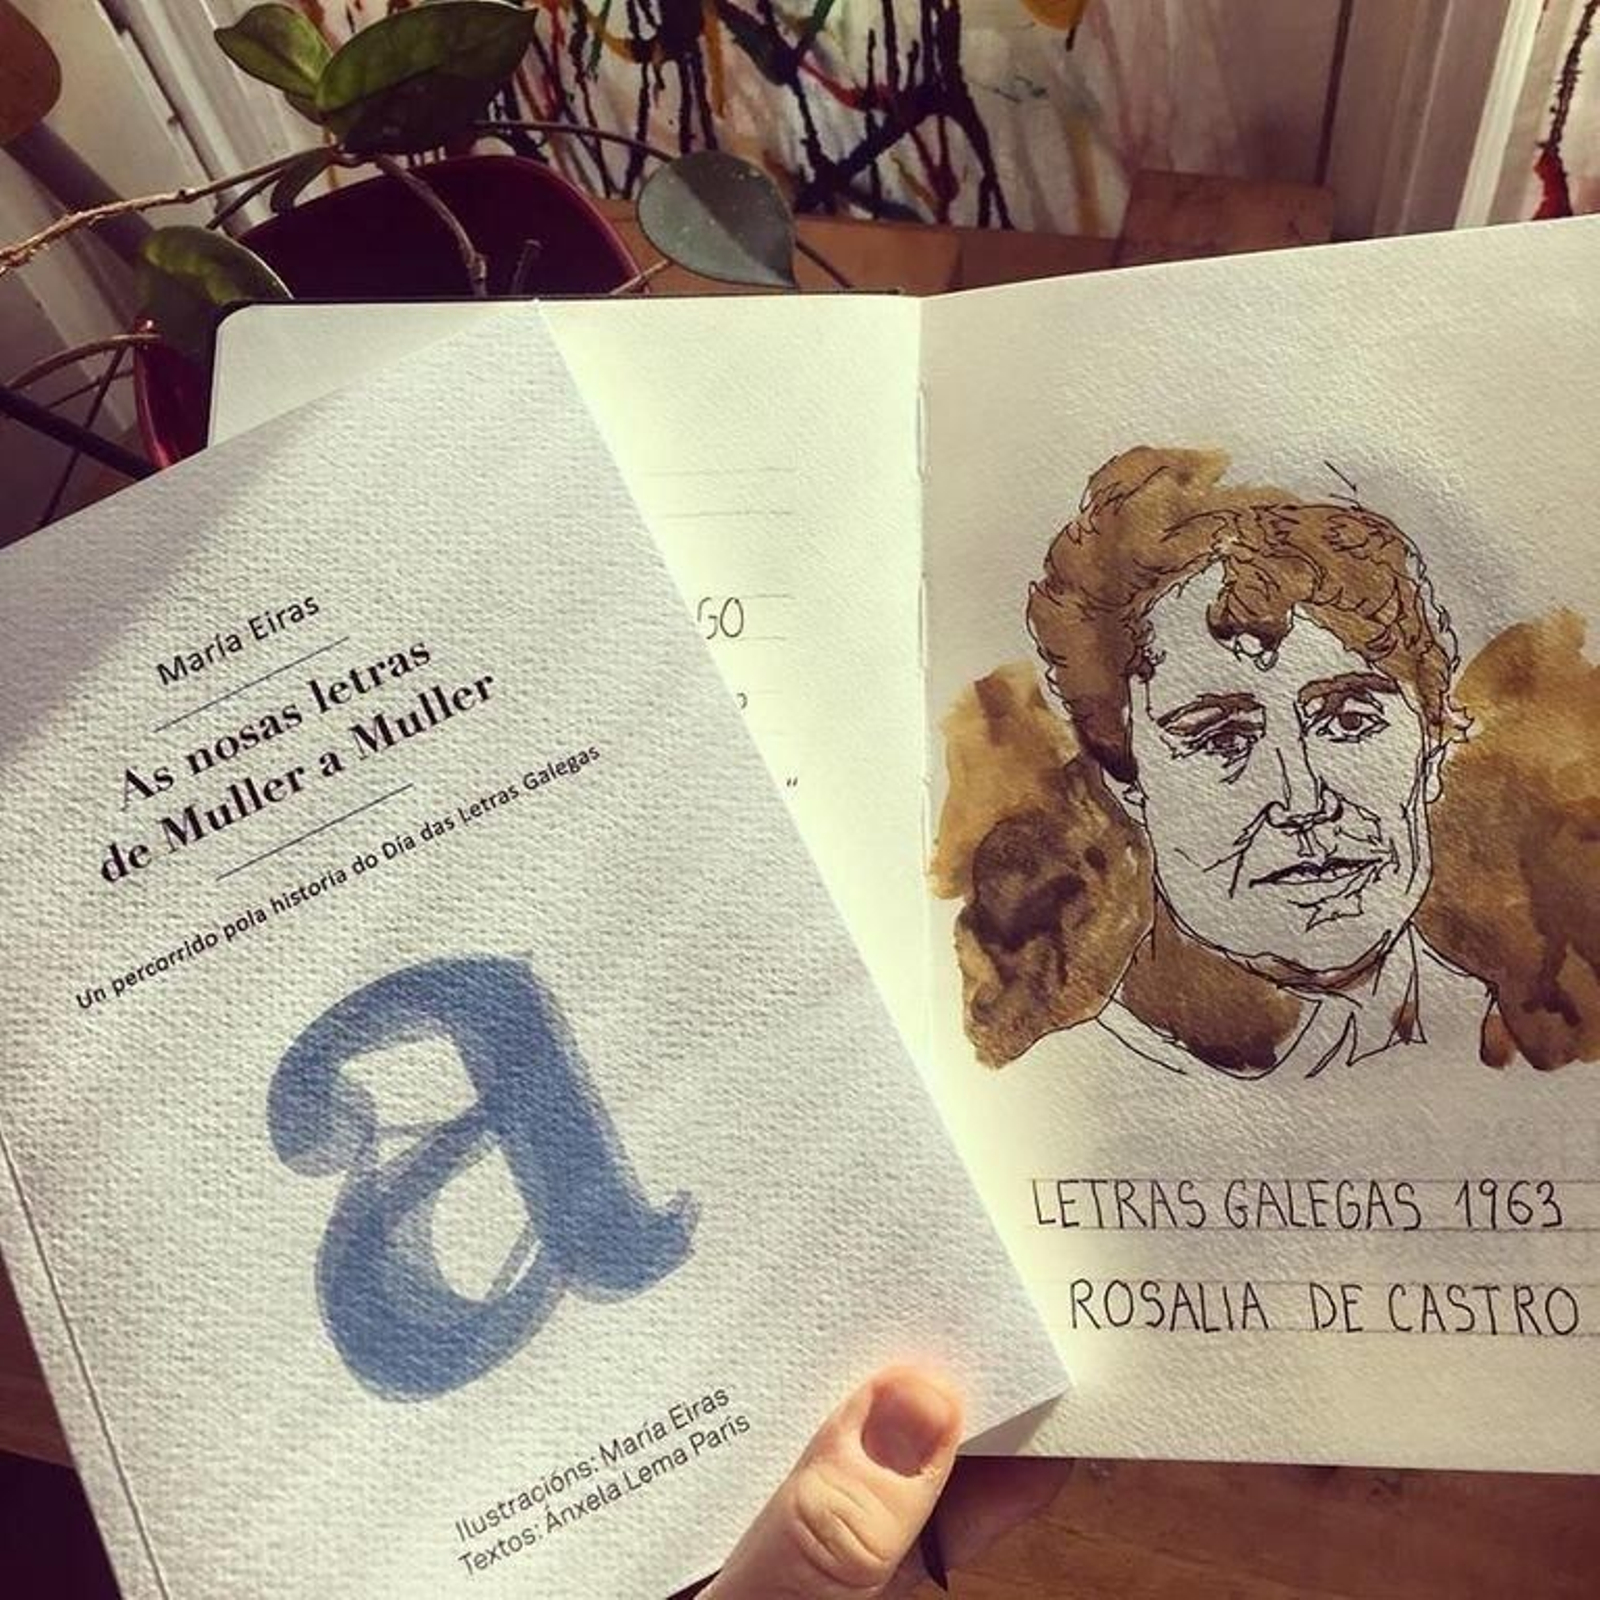 María Eiras
As nosas letras
de Muller a Muller
Un percorrido pola historia do Día das Letras Galegas
a
Ilustracións: María Eiras
Textos: Ánxela Lema París
GO
LETRAS GALEGAS 1963
ROSALIA DE CASTRO